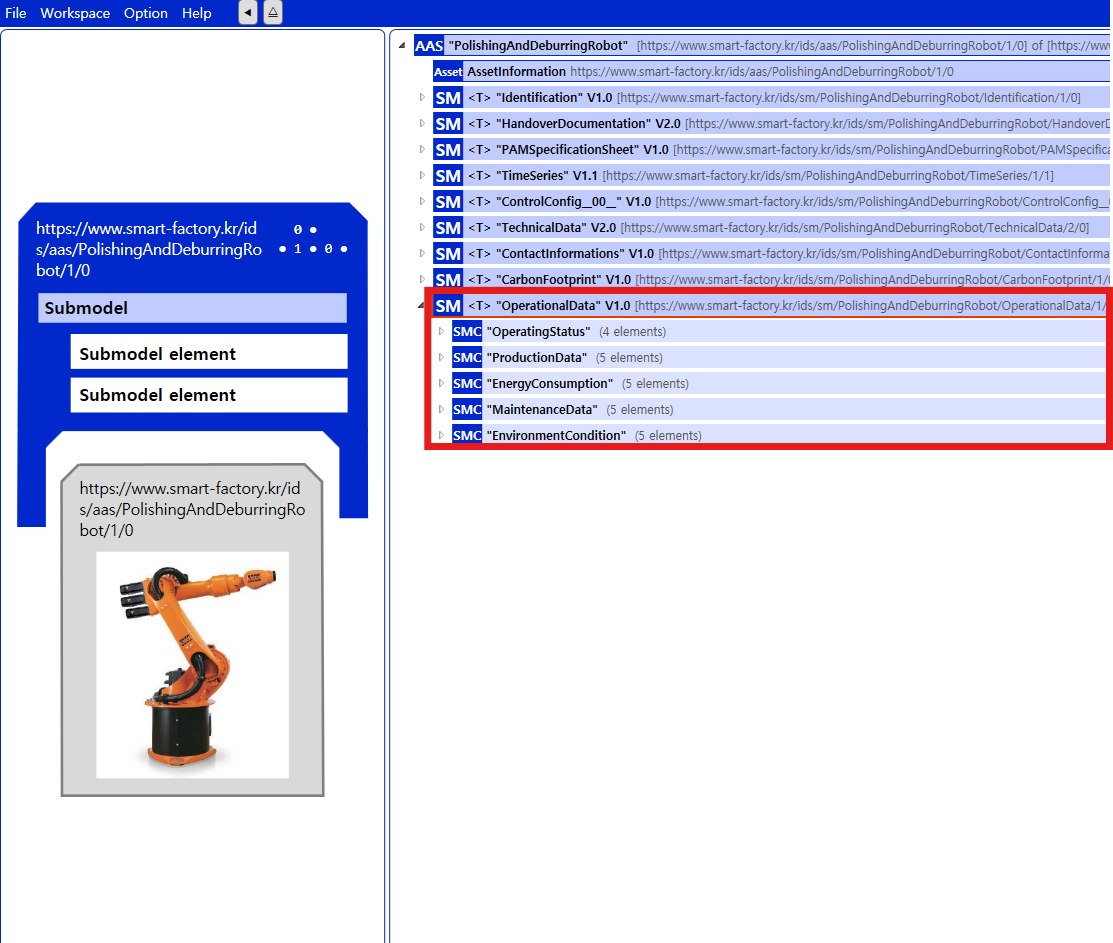 File Workspace Option Help
https://www.smart-factory.kr/id
s/aas/PolishingAndDeburringRo
bot/1/0
0 ●
● 1 ● 0 ●
Submodel
Submodel element
Submodel element
https://www.smart-factory.kr/id
s/aas/PolishingAndDeburringRo
bot/1/0
AAS "PolishingAndDeburringRobot" [https://www.smart-factory.kr/ids/aas/PolishingAndDeburringRobot/1/0] of [https://www
Asset AssetInformation https://www.smart-factory.kr/ids/aas/PolishingAndDeburringRobot/1/0
SM <T> "Identification" V1.0 [https://www.smart-factory.kr/ids/sm/PolishingAndDeburringRobot/Identification/1/0]
SM <T> "HandoverDocumentation" V2.0 [https://www.smart-factory.kr/ids/sm/PolishingAndDeburringRobot/HandoverD
SM <T> "PAMSpecificationSheet" V1.0 [https://www.smart-factory.kr/ids/sm/PolishingAndDeburringRobot/PAMSpecifica
SM <T> "TimeSeries" V1.1 [https://www.smart-factory.kr/ids/sm/PolishingAndDeburringRobot/TimeSeries/1/1]
SM <T> "ControlConfig__00__" V1.0 [https://www.smart-factory.kr/ids/sm/PolishingAndDeburringRobot/ControlConfig__
SM <T> "TechnicalData" V2.0 [https://www.smart-factory.kr/ids/sm/PolishingAndDeburringRobot/TechnicalData/2/0]
SM <T> "ContactInformations" V1.0 [https://www.smart-factory.kr/ids/sm/PolishingAndDeburringRobot/ContactInforma
SM <T> "CarbonFootprint" V1.0 [https://www.smart-factory.kr/ids/sm/PolishingAndDeburringRobot/CarbonFootprint/1/
SM <T> "OperationalData" V1.0 [https://www.smart-factory.kr/ids/sm/PolishingAndDeburringRobot/OperationalData/1/
SMC "OperatingStatus" (4 elements)
SMC "ProductionData" (5 elements)
SMC "EnergyConsumption" (5 elements)
SMC "MaintenanceData" (5 elements)
SMC "EnvironmentCondition" (5 elements)